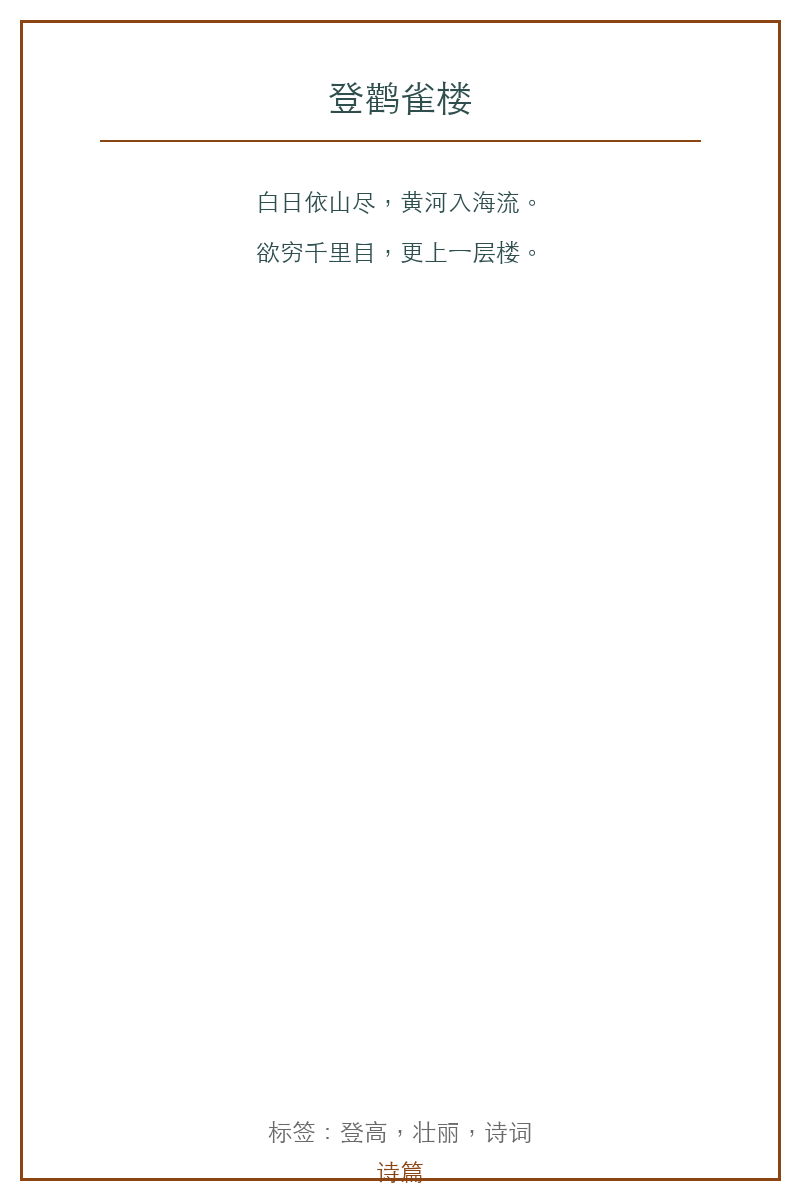 登鹳雀楼
白日依山尽，黄河入海流。
欲穷千里目，更上一层楼。
标签：登高，壮丽，诗词
诗篇